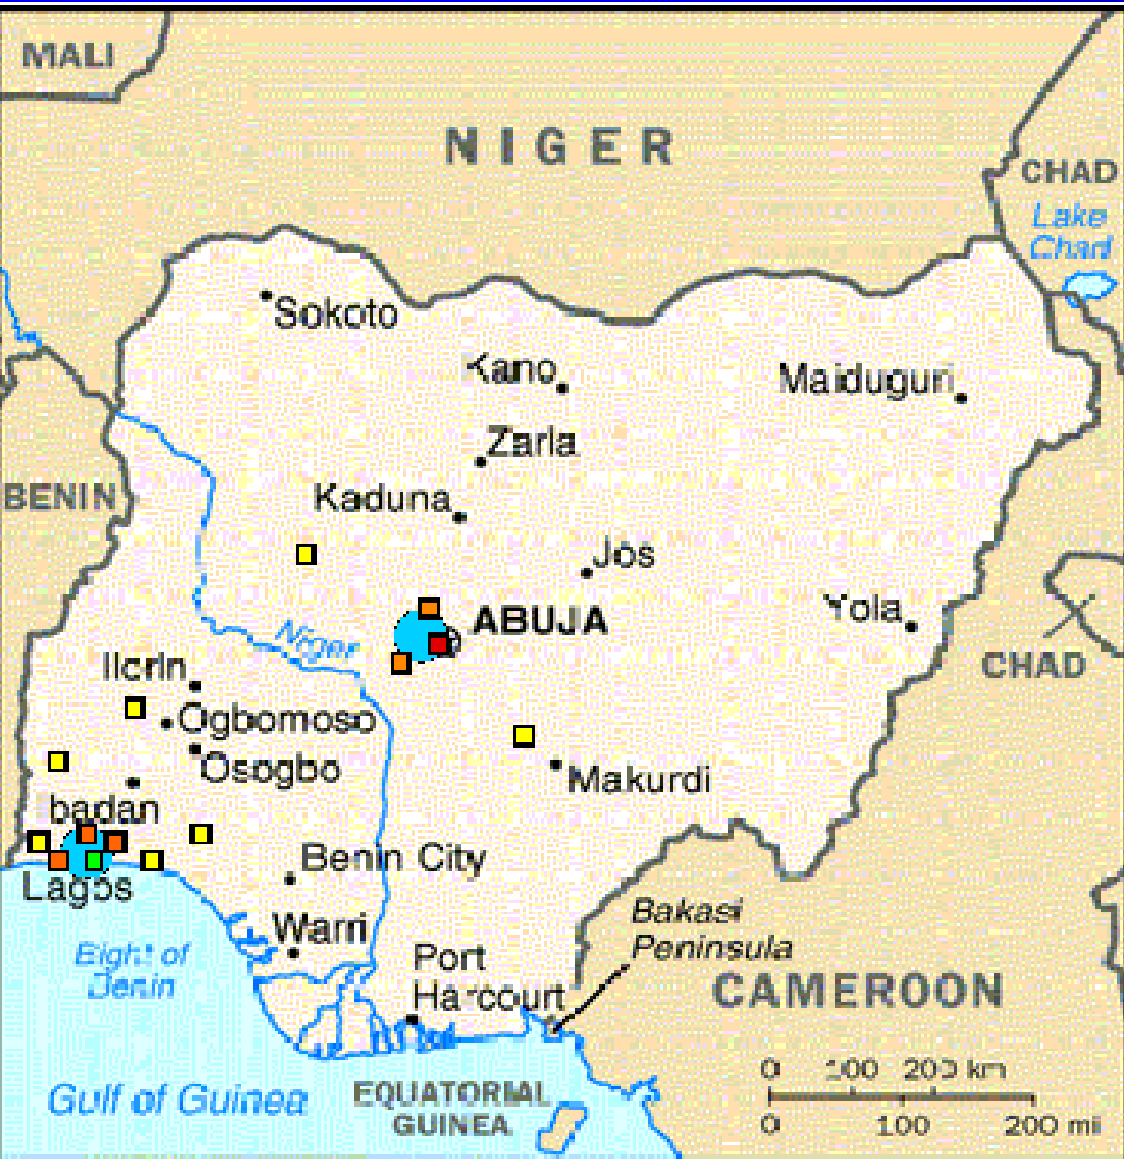 MALI
NIGER
CHAD
Lake
Chad
Sokoto
Kano
Maiduguri
Zaria
BENIN
Kaduna
Jos
ABUJA
Yola
Niger
CHAD
Ilorin
Ogbomoso
Osogbo
Makurdi
badan
Benin City
Lagos
Bakasi
Peninsula
Warri
Bight of
Benin
Port
Harcourt
CAMEROON
0 100 200 km
Gulf of Guinea
EQUATORIAL
GUINEA
0 100 200 mi